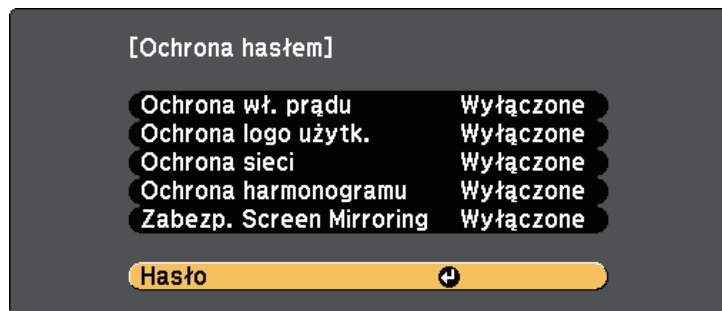 [Ochrona hasłem]
Ochrona wł. prądu Wyłączone
Ochrona logo użytk. Wyłączone
Ochrona sieci Wyłączone
Ochrona harmonogramu Wyłączone
Zabezp. Screen Mirroring Wyłączone
Hasło